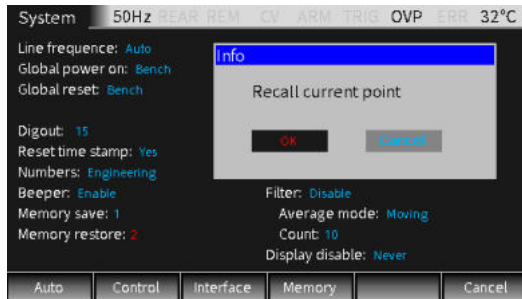 System 50Hz REAR REM CV ARM TRIG OVP ERR 32°C
Line frequence: Auto
Global power on: Bench
Global reset: Bench
Info
Recall current point
OK Cancel
Digout: 15
Reset time stamp: Yes
Numbers: Engineering
Beeper: Enable
Memory save: 1
Memory restore: 2
Filter: Disable
Average mode: Moving
Count: 10
Display disable: Never
Auto Control Interface Memory Cancel